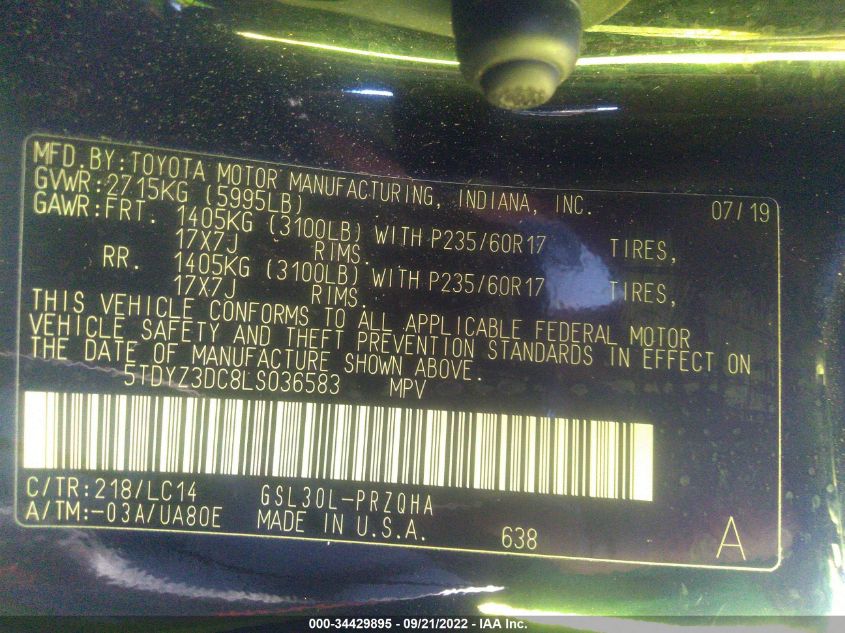 MFD.BY:TOYOTA MOTOR MANUFACTURING, INDIANA, INC. 07/19
GVWR:2715KG (5995LB)
GAWR:FRT. 1405KG (3100LB) WITH P235/60R17 TIRES,
17X7J RIMS.
RR. 1405KG (3100LB) WITH P235/60R17 TIRES,
17X7J RIMS.
THIS VEHICLE CONFORMS TO ALL APPLICABLE FEDERAL MOTOR
VEHICLE SAFETY AND THEFT PREVENTION STANDARDS IN EFFECT ON
THE DATE OF MANUFACTURE SHOWN ABOVE.
5TDYZ3DC8LS036583 MPV
C/TR:218/LC14 GSL30L-PRZQHA
A/TM:-03A/UA80E MADE IN U.S.A. 638 A
000-34429895 - 09/21/2022 - IAA Inc.